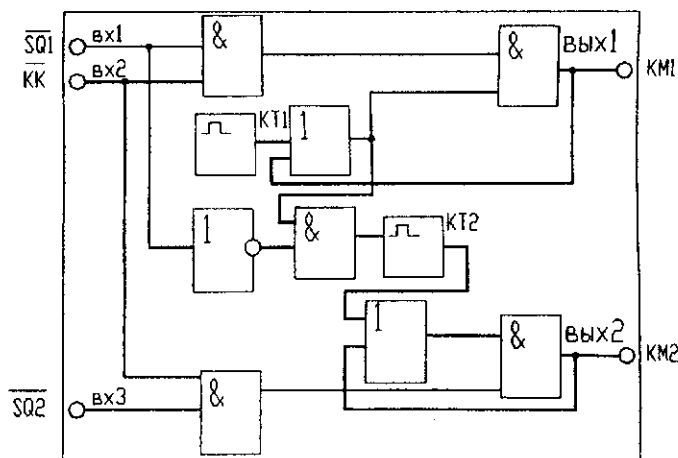 SQ1 вх1
& & вых1
KK вх2 KM1
KT1
1
1 & KT2
1 & вых2
KM2
SQ2 вх3 &